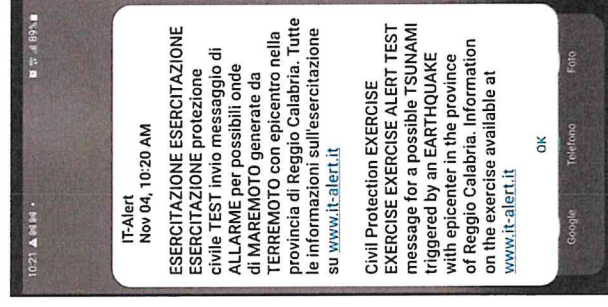 10:21
89%
IT-Alert
Nov 04, 10:20 AM
ESERCITAZIONE ESERCITAZIONE
ESERCITAZIONE protezione
civile TEST invio messaggio di
ALLARME per possibili onde
di MAREMOTO generate da
TERREMOTO con epicentro nella
provincia di Reggio Calabria. Tutte
le informazioni sull'esercitazione
su www.it-alert.it
Civil Protection EXERCISE
EXERCISE EXERCISE ALERT TEST
message for a possible TSUNAMI
triggered by an EARTHQUAKE
with epicenter in the province
of Reggio Calabria. Information
on the exercise available at
www.it-alert.it
OK
Google Telefono Foto